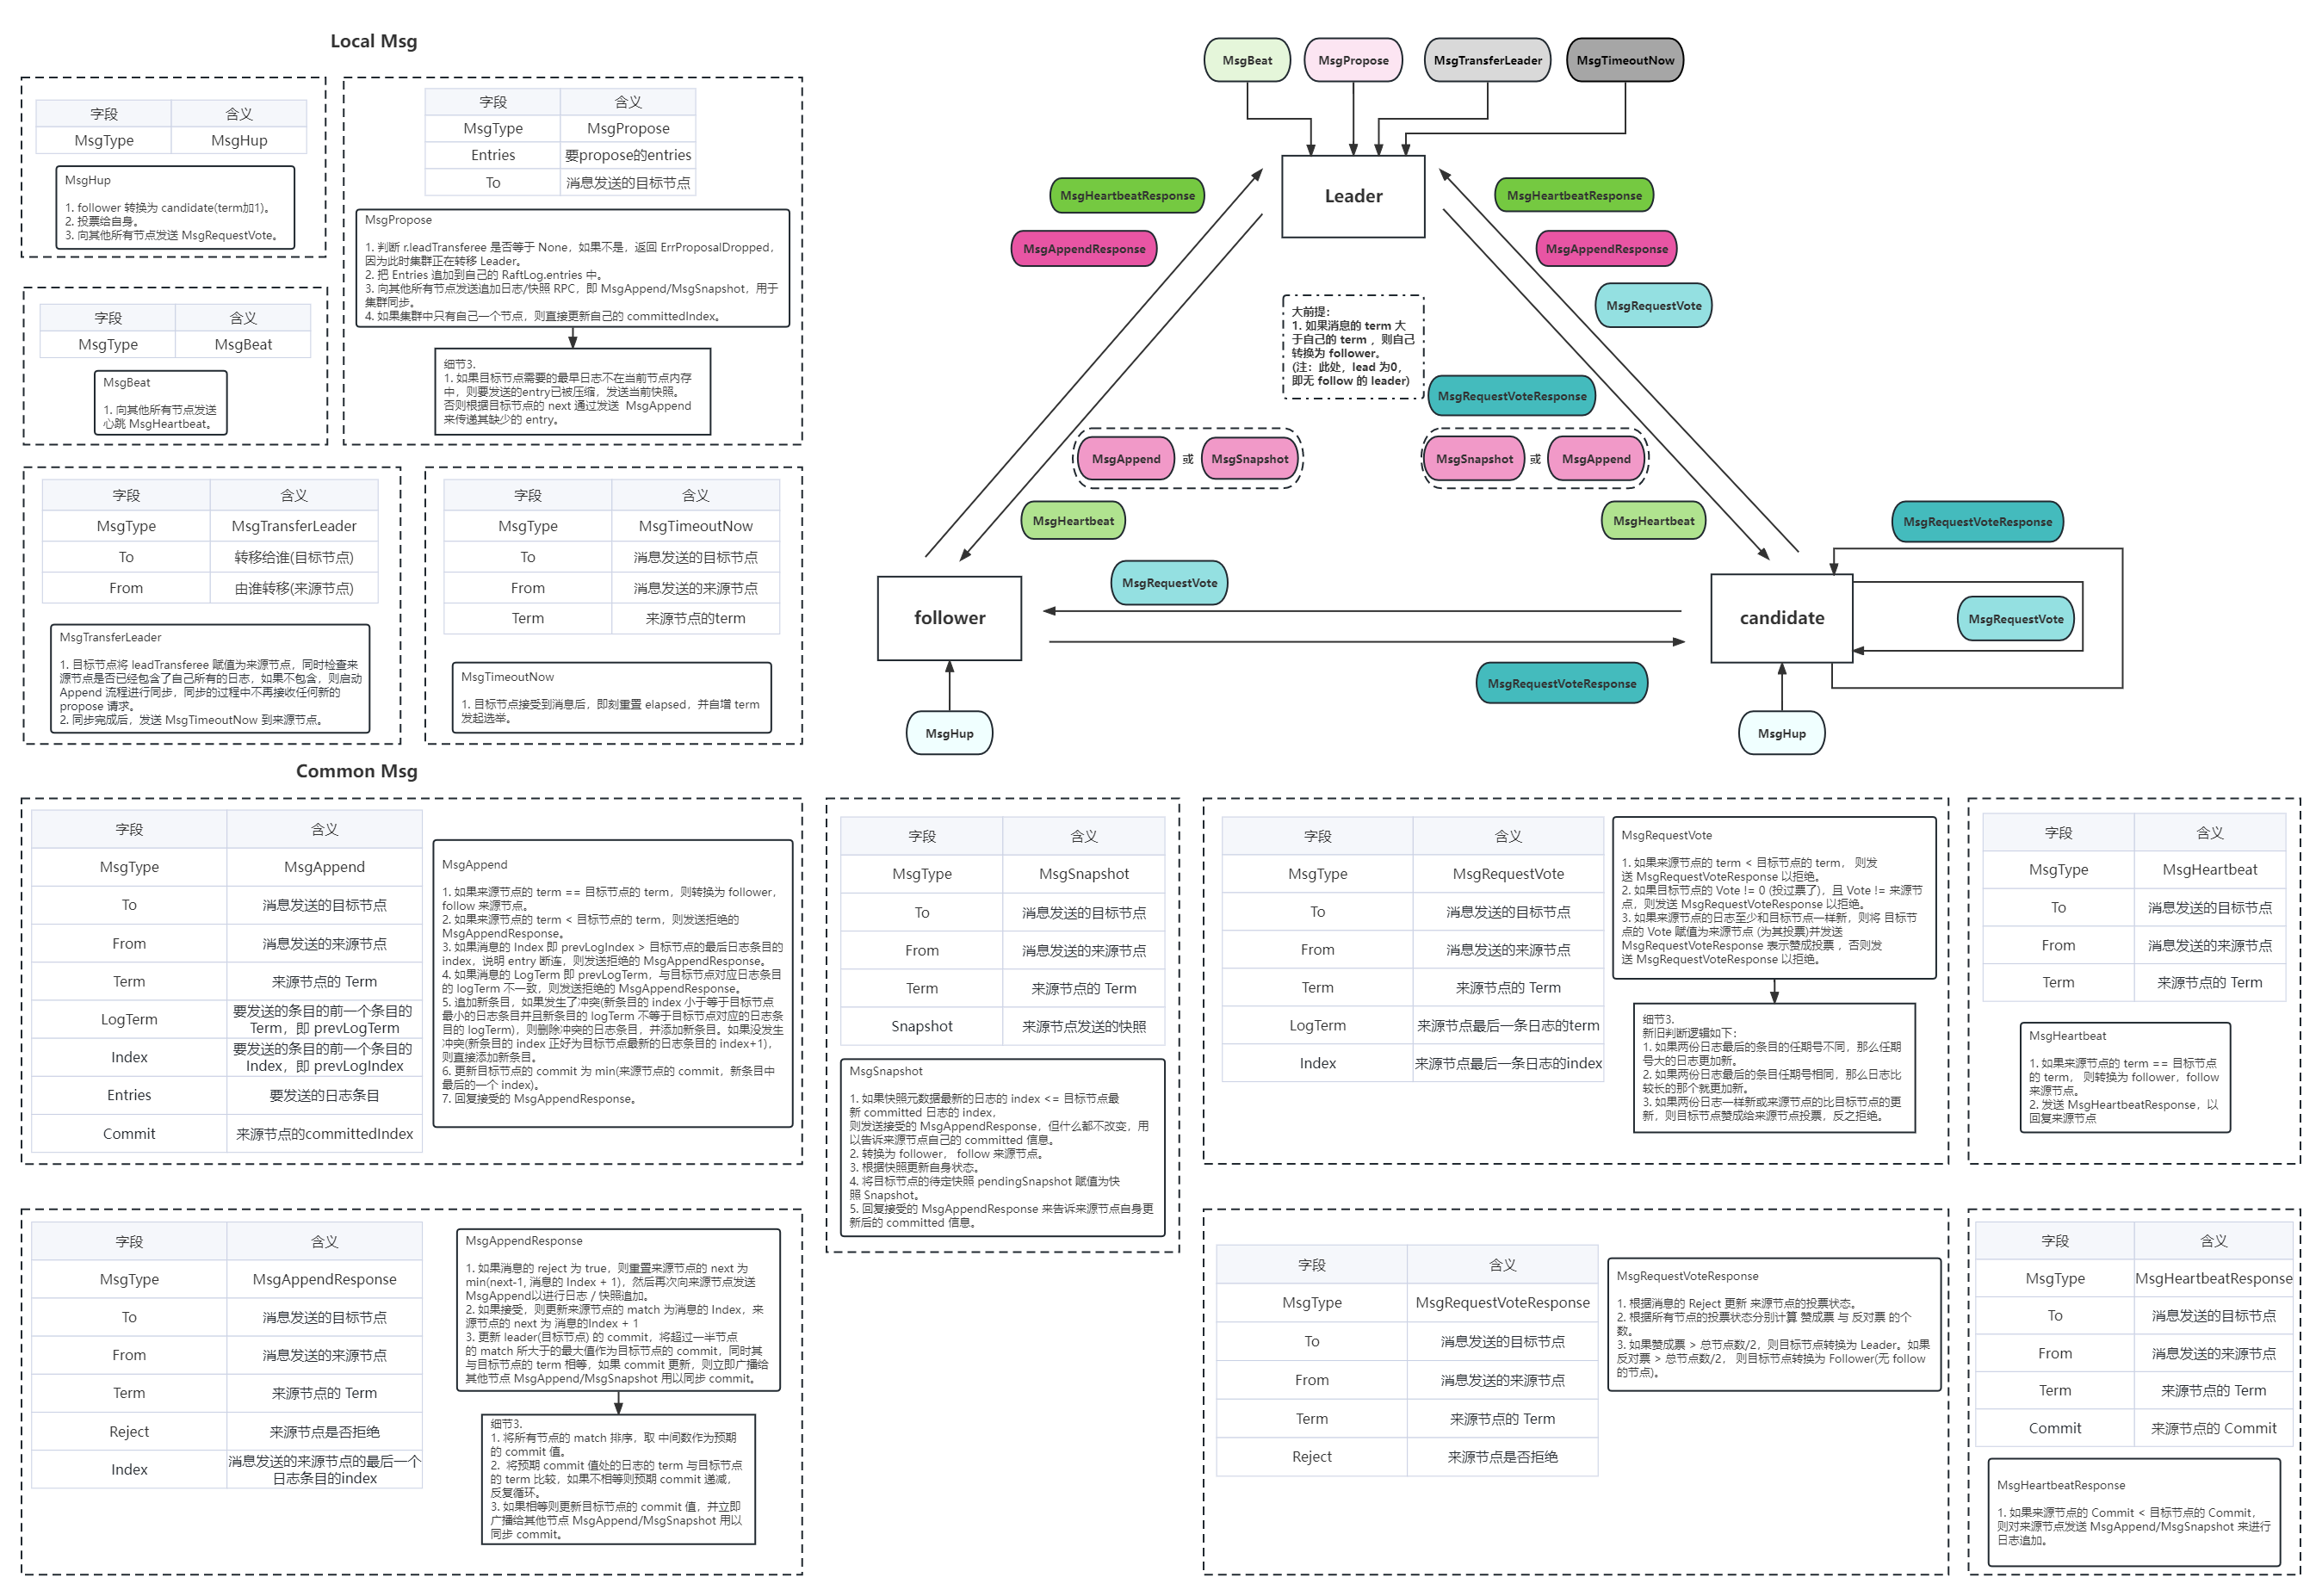 Local Msg
字段 含义
MsgType MsgHup
MsgHup
1. follower 转换为 candidate(term加1)。
2. 投票给自身。
3. 向其他所有节点发送 MsgRequestVote。
字段 含义
MsgType MsgPropose
Entries 要propose的entries
To 消息发送的目标节点
MsgPropose
1. 判断 r.leadTransferee 是否等于 None，如果不是，返回 ErrProposalDropped，
因为此时集群正在转移 Leader。
2. 把 Entries 追加到自己的 RaftLog.entries 中。
3. 向其他所有节点发送追加日志/快照 RPC，即 MsgAppend/MsgSnapshot，用于
集群同步。
4. 如果集群中只有自己一个节点，则直接更新自己的 committedIndex。
细节3.
1. 如果目标节点需要的最早日志不在当前节点内存
中，则要发送的entry已被压缩，发送当前快照。
否则根据目标节点的 next 通过发送 MsgAppend
来传递其缺少的 entry。
字段 含义
MsgType MsgBeat
MsgBeat
1. 向其他所有节点发送
心跳 MsgHeartbeat。
字段 含义
MsgType MsgTransferLeader
To 转移给谁(目标节点)
From 由谁转移(来源节点)
MsgTransferLeader
1. 目标节点将 leadTransferee 赋值为来源节点，同时检查来
源节点是否已经包含了自己所有的日志，如果不包含，则启动
Append 流程进行同步，同步的过程中不再接收任何新的
propose 请求。
2. 同步完成后，发送 MsgTimeoutNow 到来源节点。
字段 含义
MsgType MsgTimeoutNow
To 消息发送的目标节点
From 消息发送的来源节点
Term 来源节点的term
MsgTimeoutNow
1. 目标节点接受到消息后，即刻重置 elapsed，并自增 term
发起选举。
MsgBeat
MsgPropose
MsgTransferLeader
MsgTimeoutNow
Leader
MsgHeartbeatResponse
MsgHeartbeatResponse
MsgAppendResponse
MsgAppendResponse
MsgRequestVote
大前提：
1. 如果消息的 term 大
于自己的 term ，则自己
转换为 follower。
(注：此处，lead 为0，
即无 follow 的 leader)
MsgRequestVoteResponse
MsgAppend 或 MsgSnapshot
MsgSnapshot 或 MsgAppend
MsgHeartbeat
MsgHeartbeat
MsgRequestVoteResponse
MsgRequestVote
follower
candidate
MsgRequestVote
MsgRequestVoteResponse
MsgHup
MsgHup
Common Msg
字段 含义
MsgType MsgAppend
To 消息发送的目标节点
From 消息发送的来源节点
Term 来源节点的 Term
LogTerm 要发送的条目的前一个条目的
Term，即 prevLogTerm
Index 要发送的条目的前一个条目的
Index，即 prevLogIndex
Entries 要发送的日志条目
Commit 来源节点的committedIndex
MsgAppend
1. 如果来源节点的 term == 目标节点的 term，则转换为 follower，
follow 来源节点。
2. 如果来源节点的 term < 目标节点的 term，则发送拒绝的
MsgAppendResponse。
3. 如果消息的 Index 即 prevLogIndex > 目标节点的最后日志条目的
index，说明 entry 断连，则发送拒绝的 MsgAppendResponse。
4. 如果消息的 LogTerm 即 prevLogTerm，与目标节点对应日志条目
的 logTerm 不一致，则发送拒绝的 MsgAppendResponse。
5. 追加新条目，如果发生了冲突(新条目的 index 小于等于目标节点
最小的日志条目并且新条目的 logTerm 不等于目标节点对应的日志条
目的 logTerm)，则删除冲突的日志条目，并添加新条目。如果没发生
冲突(新条目的 index 正好为目标节点最新的日志条目的 index+1)，
则直接添加新条目。
6. 更新目标节点的 commit 为 min(来源节点的 commit，新条目中
最后的一个 index)。
7. 回复接受的 MsgAppendResponse。
字段 含义
MsgType MsgSnapshot
To 消息发送的目标节点
From 消息发送的来源节点
Term 来源节点的 Term
Snapshot 来源节点发送的快照
MsgSnapshot
1. 如果快照元数据最新的日志的 index <= 目标节点最
新 committed 日志的 index，
则发送接受的 MsgAppendResponse，但什么都不改变，用
以告诉来源节点自己的 committed 信息。
2. 转换为 follower， follow 来源节点。
3. 根据快照更新自身状态。
4. 将目标节点的待定快照 pendingSnapshot 赋值为快
照 Snapshot。
5. 回复接受的 MsgAppendResponse 来告诉来源节点自身更
新后的 committed 信息。
字段 含义
MsgType MsgRequestVote
To 消息发送的目标节点
From 消息发送的来源节点
Term 来源节点的 Term
LogTerm 来源节点最后一条日志的term
Index 来源节点最后一条日志的index
MsgRequestVote
1. 如果来源节点的 term < 目标节点的 term， 则发
送 MsgRequestVoteResponse 以拒绝。
2. 如果目标节点的 Vote != 0 (投过票了)，且 Vote != 来源节
点，则发送 MsgRequestVoteResponse 以拒绝。
3. 如果来源节点的日志至少和目标节点一样新，则将 目标节
点的 Vote 赋值为来源节点 (为其投票)并发送
MsgRequestVoteResponse 表示赞成投票 ，否则发
送 MsgRequestVoteResponse 以拒绝。
细节3.
新旧判断逻辑如下：
1. 如果两份日志最后的条目的任期号不同，那么任期
号大的日志更加新。
2. 如果两份日志最后的条目任期号相同，那么日志比
较长的那个就更加新。
3. 如果两份日志一样新或来源节点的比目标节点的更
新，则目标节点赞成给来源节点投票，反之拒绝。
字段 含义
MsgType MsgHeartbeat
To 消息发送的目标节点
From 消息发送的来源节点
Term 来源节点的 Term
MsgHeartbeat
1. 如果来源节点的 term == 目标节点
的 term， 则转换为 follower，follow
来源节点。
2. 发送 MsgHeartbeatResponse，以
回复来源节点
字段 含义
MsgType MsgAppendResponse
To 消息发送的目标节点
From 消息发送的来源节点
Term 来源节点的 Term
Reject 来源节点是否拒绝
Index 消息发送的来源节点的最后一个
日志条目的index
MsgAppendResponse
1. 如果消息的 reject 为 true，则重置来源节点的 next 为
min(next-1, 消息的 Index + 1)，然后再次向来源节点发送
MsgAppend以进行日志 / 快照追加。
2. 如果接受，则更新来源节点的 match 为消息的 Index，来
源节点的 next 为 消息的Index + 1
3. 更新 leader(目标节点) 的 commit，将超过一半节点
的 match 所大于的最大值作为目标节点的 commit，同时其
与目标节点的 term 相等，如果 commit 更新，则立即广播给
其他节点 MsgAppend/MsgSnapshot 用以同步 commit。
细节3.
1. 将所有节点的 match 排序，取 中间数作为预期
的 commit 值。
2. 将预期 commit 值处的日志的 term 与目标节点
的 term 比较，如果不相等则预期 commit 递减，
反复循环。
3. 如果相等则更新目标节点的 commit 值，并立即
广播给其他节点 MsgAppend/MsgSnapshot 用以
同步 commit。
字段 含义
MsgType MsgRequestVoteResponse
To 消息发送的目标节点
From 消息发送的来源节点
Term 来源节点的 Term
Reject 来源节点是否拒绝
MsgRequestVoteResponse
1. 根据消息的 Reject 更新 来源节点的投票状态。
2. 根据所有节点的投票状态分别计算 赞成票 与 反对票 的个
数。
3. 如果赞成票 > 总节点数/2，则目标节点转换为 Leader。如果
反对票 > 总节点数/2， 则目标节点转换为 Follower(无 follow
的节点)。
字段 含义
MsgType MsgHeartbeatResponse
To 消息发送的目标节点
From 消息发送的来源节点
Term 来源节点的 Term
Commit 来源节点的 Commit
MsgHeartbeatResponse
1. 如果来源节点的 Commit < 目标节点的 Commit，
则对来源节点发送 MsgAppend/MsgSnapshot 来进行
日志追加。